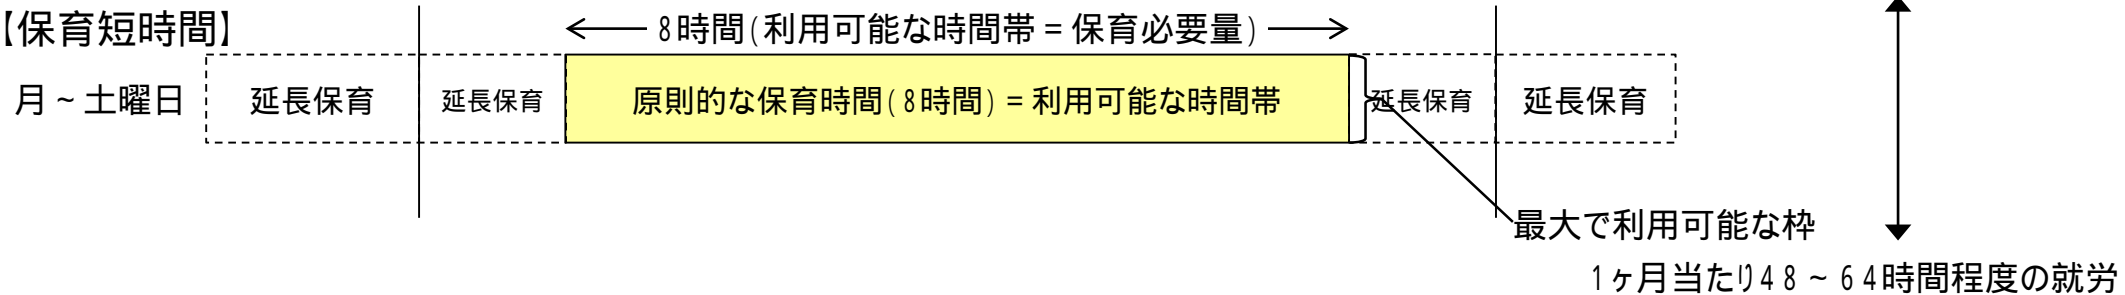 【保育短時間】
8時間(利用可能な時間帯=保育必要量)
月～土曜日
延長保育
延長保育
原則的な保育時間(8時間)=利用可能な時間帯
延長保育
延長保育
最大で利用可能な枠
1ヶ月当たり48～64時間程度の就労